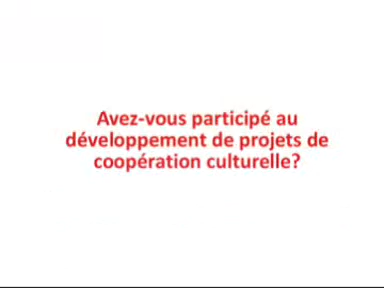 Avez-vous participé au
développement de projets de
coopération culturelle?